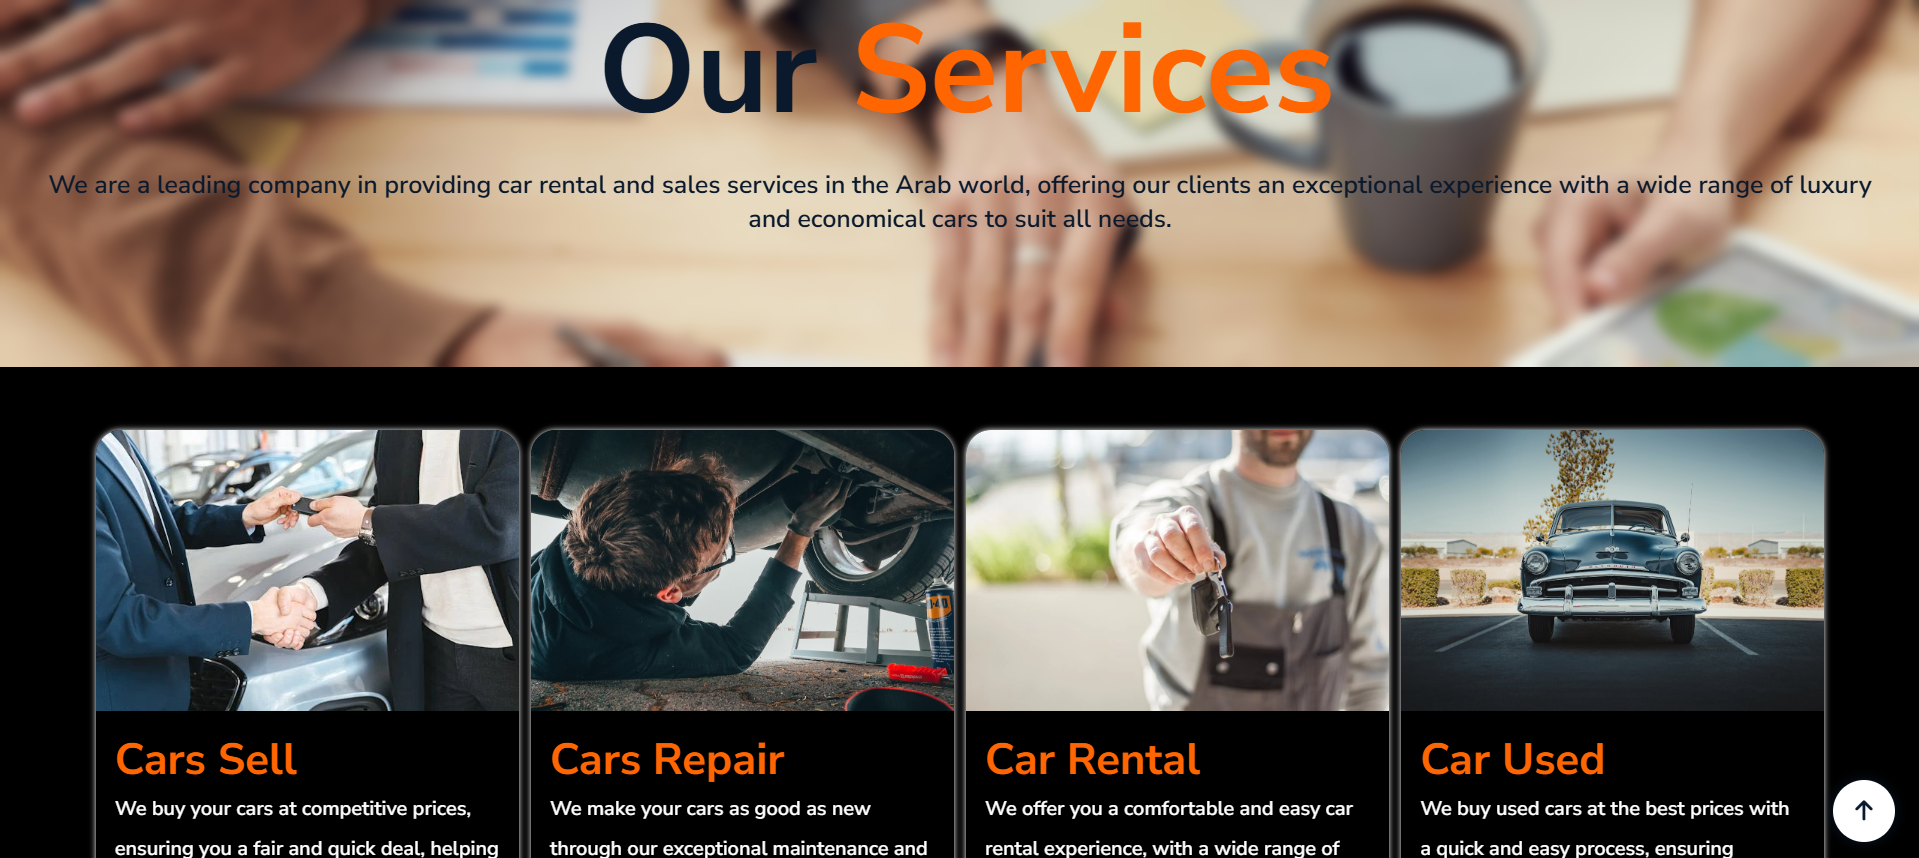 Our Services
We are a leading company in providing car rental and sales services in the Arab world, offering our clients an exceptional experience with a wide range of luxury
and economical cars to suit all needs.
Cars Sell
We buy your cars at competitive prices,
ensuring you a fair and quick deal, helping
Cars Repair
We make your cars as good as new
through our exceptional maintenance and
Car Rental
We offer you a comfortable and easy car
rental experience, with a wide range of
Car Used
We buy used cars at the best prices with
a quick and easy process, ensuring